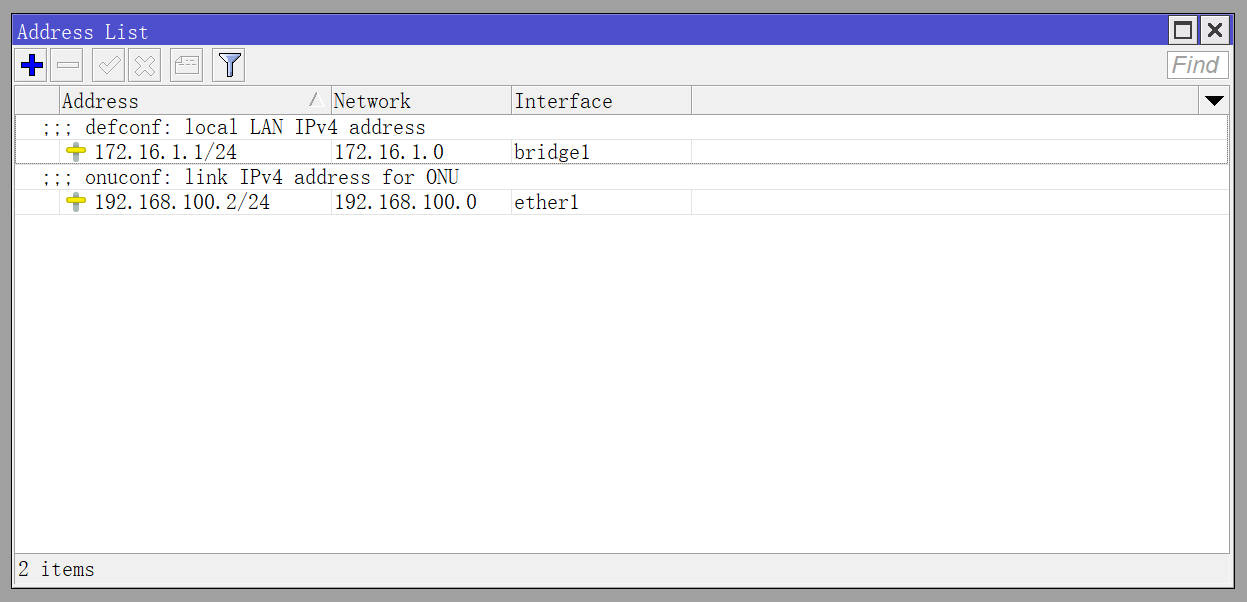 Address List
Find
Address Network Interface
;;; defconf: local LAN IPv4 address
172.16.1.1/24 172.16.1.0 bridge1
;;; onuconf: link IPv4 address for ONU
192.168.100.2/24 192.168.100.0 ether1
2 items